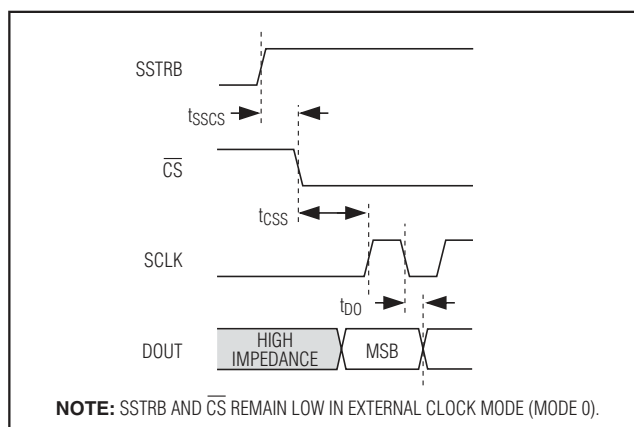 SSTRB
tSSCS
CS
tCSS
SCLK
tDO
DOUT
HIGH IMPEDANCE
MSB
NOTE: SSTRB AND CS REMAIN LOW IN EXTERNAL CLOCK MODE (MODE 0).